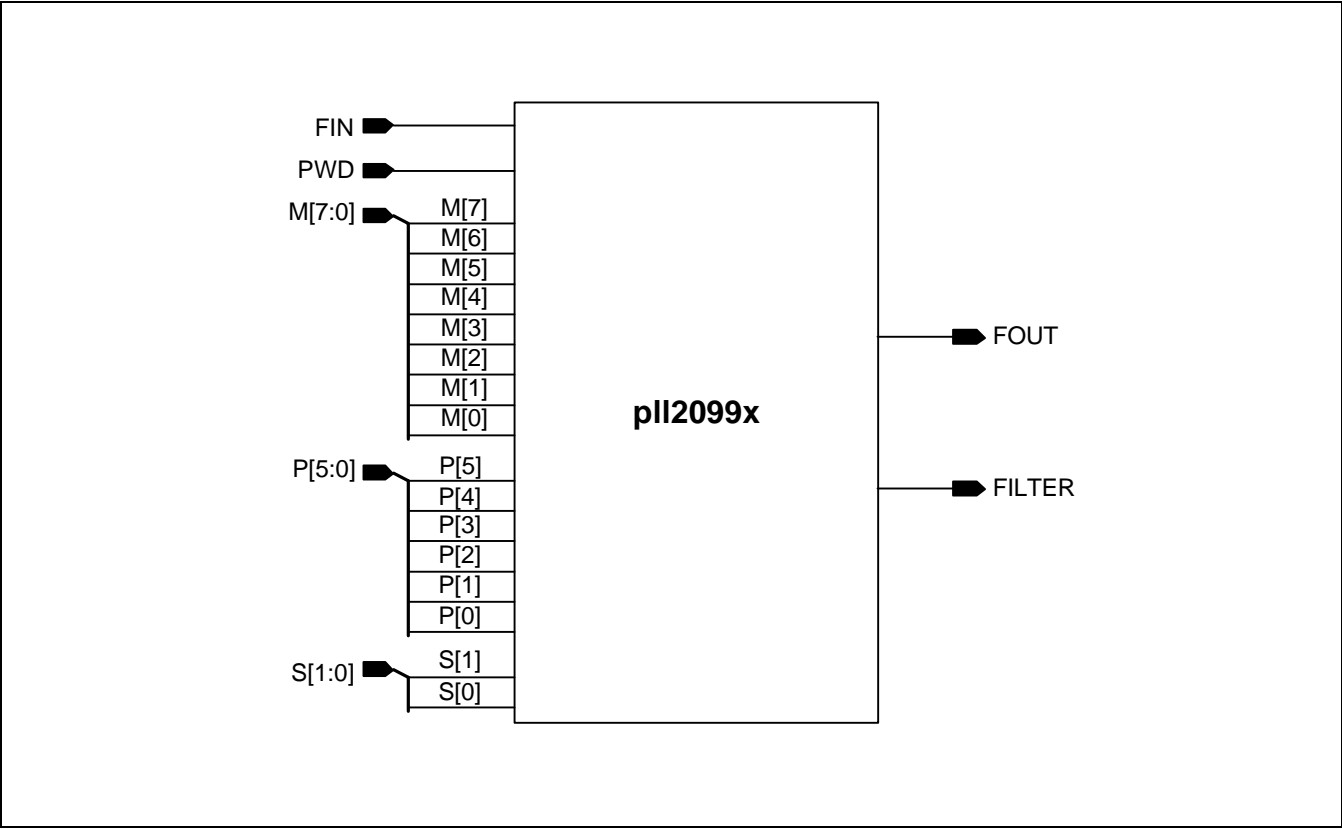 FIN
PWD
M[7:0]
M[7]
M[6]
M[5]
M[4]
M[3]
M[2]
M[1]
M[0]
P[5:0]
P[5]
P[4]
P[3]
P[2]
P[1]
P[0]
S[1:0]
S[1]
S[0]
pll2099x
FOUT
FILTER